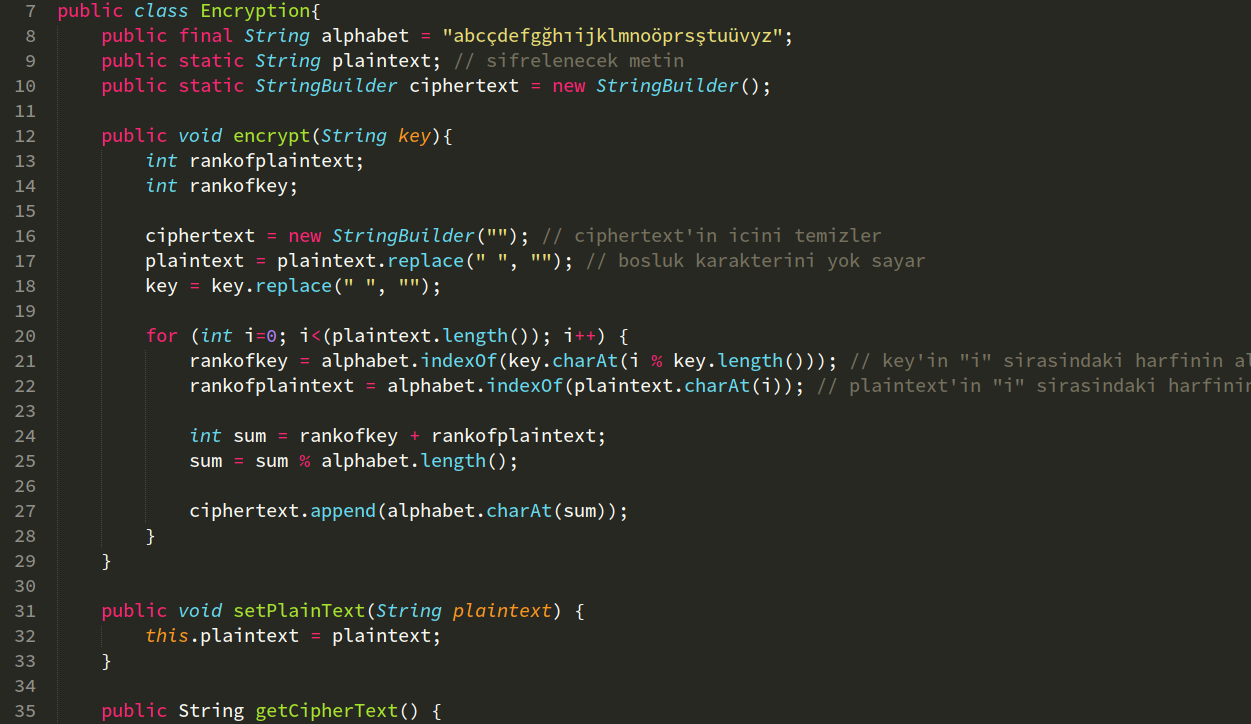 7 public class Encryption{
8 public final String alphabet = "abcçdefgğhıijklmnoöprsştuüvyz";
9 public static String plaintext; // sifrelenecek metin
10 public static StringBuilder ciphertext = new StringBuilder();
11
12 public void encrypt(String key){
13 int rankofplaintext;
14 int rankofkey;
15
16 ciphertext = new StringBuilder(""); // ciphertext'in icini temizler
17 plaintext = plaintext.replace(" ", ""); // bosluk karakterini yok sayar
18 key = key.replace(" ", "");
19
20 for (int i=0; i<(plaintext.length()); i++) {
21 rankofkey = alphabet.indexOf(key.charAt(i % key.length())); // key'in "i" sirasindaki harfinin al
22 rankofplaintext = alphabet.indexOf(plaintext.charAt(i)); // plaintext'in "i" sirasindaki harfinin
23
24 int sum = rankofkey + rankofplaintext;
25 sum = sum % alphabet.length();
26
27 ciphertext.append(alphabet.charAt(sum));
28 }
29 }
30
31 public void setPlainText(String plaintext) {
32 this.plaintext = plaintext;
33 }
34
35 public String getCipherText() {